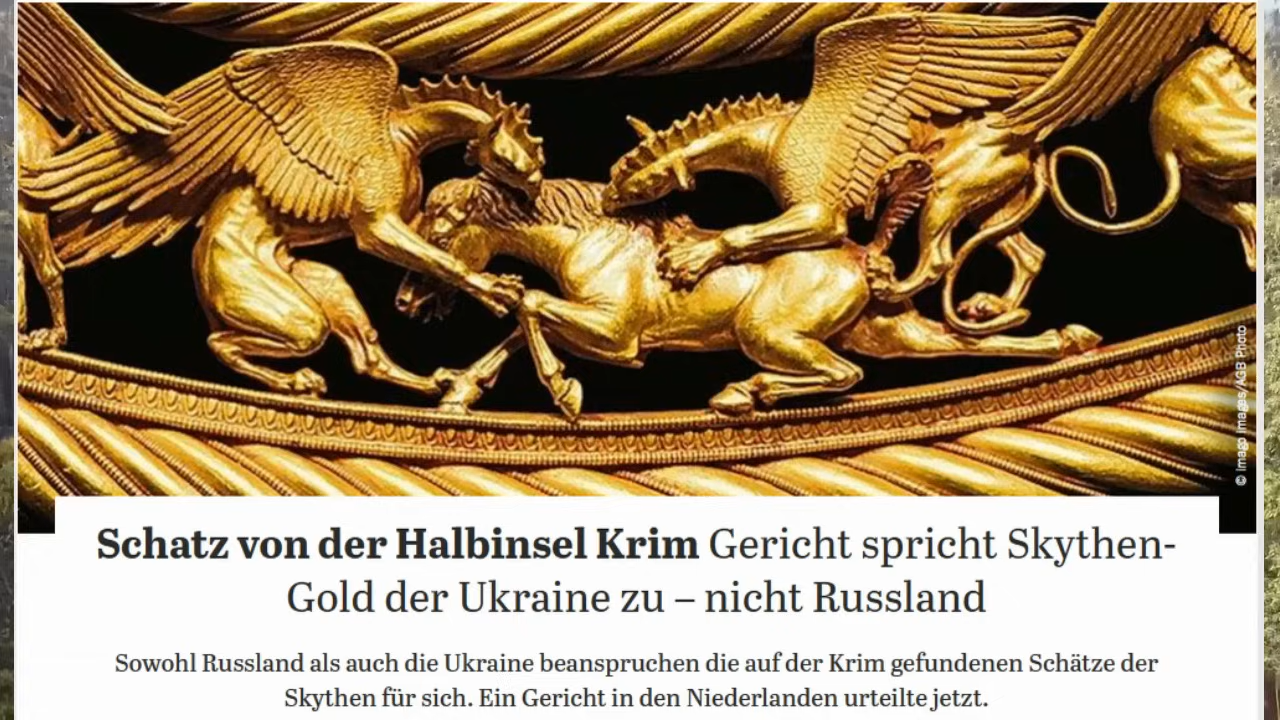 © Imago Images/AGB Photo
Schatz von der Halbinsel Krim Gericht spricht Skythen-
Gold der Ukraine zu – nicht Russland
Sowohl Russland als auch die Ukraine beanspruchen die auf der Krim gefundenen Schätze der
Skythen für sich. Ein Gericht in den Niederlanden urteilte jetzt.